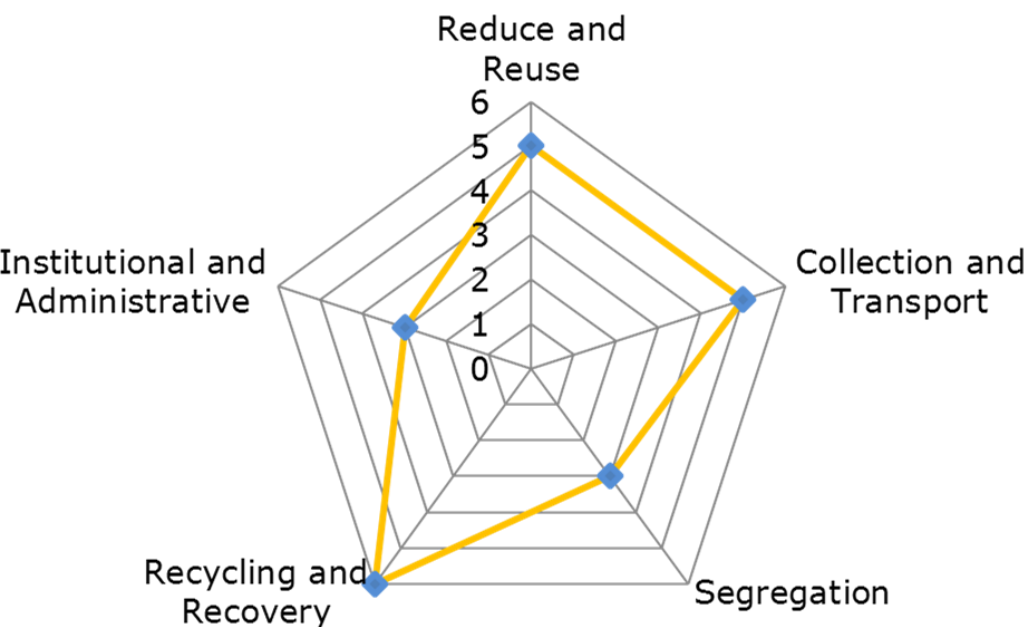 Reduce and
Reuse
6
5
4
3
2
1
0
Institutional and
Administrative
Collection and
Transport
Recycling and
Recovery
Segregation